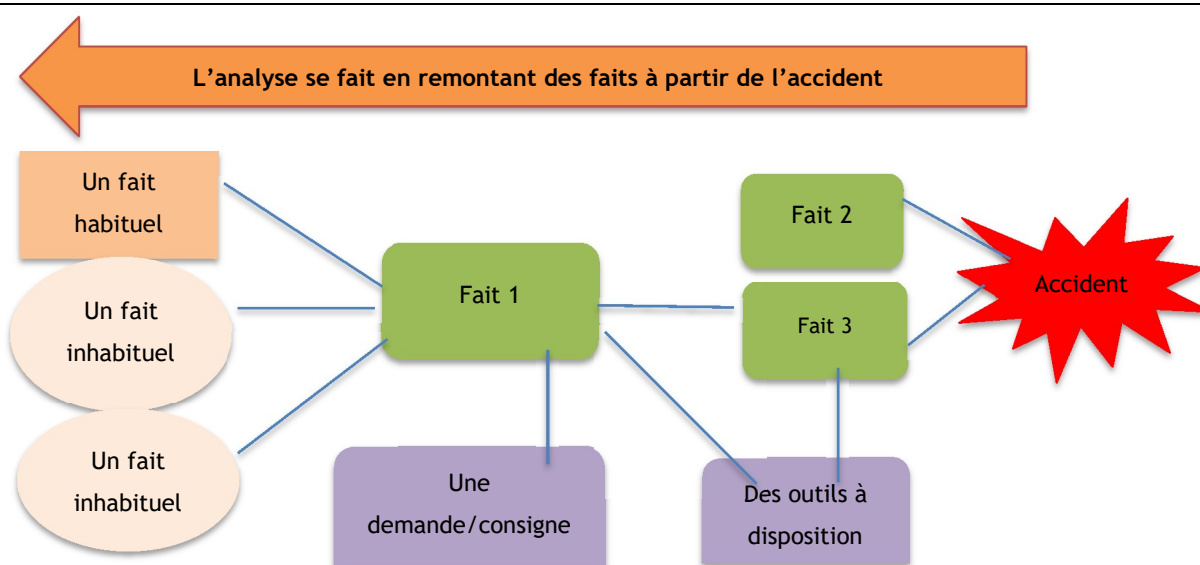 L’analyse se fait en remontant des faits à partir de l’accident
Un fait
habituel
Fait 2
Fait 1
Accident
Un fait
inhabituel
Fait 3
Un fait
inhabituel
Une
demande/consigne
Des outils à
disposition